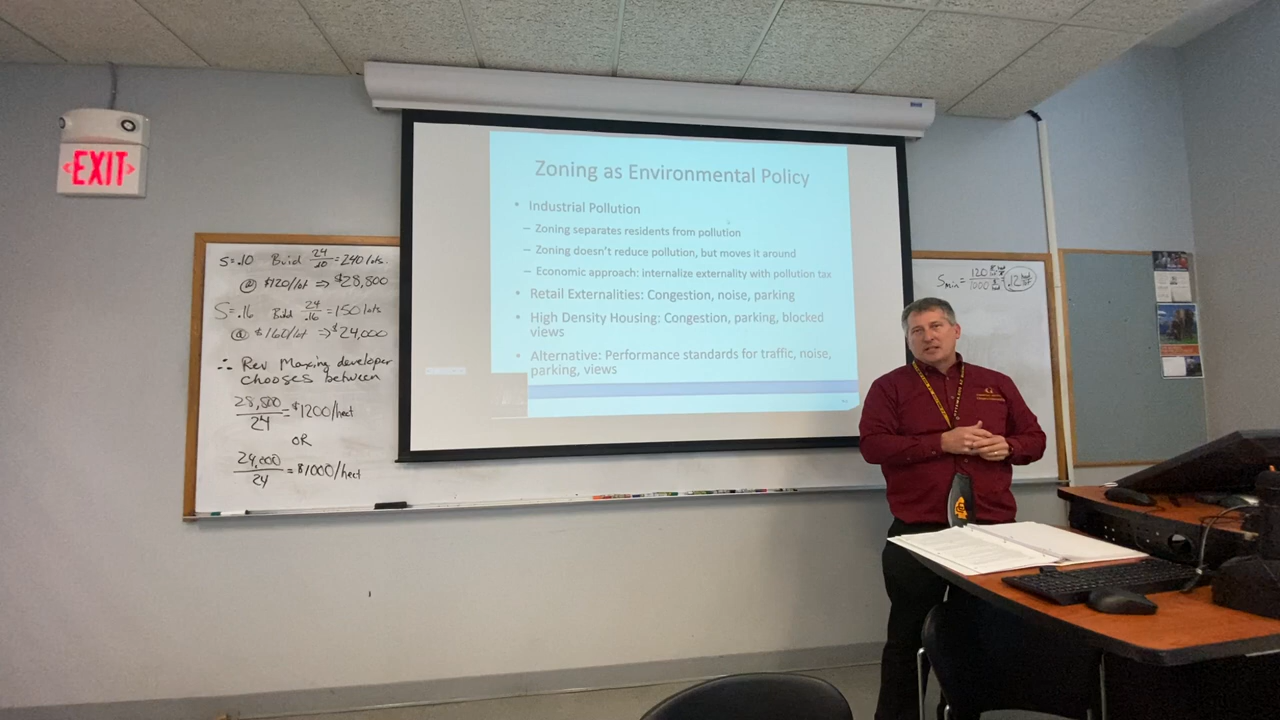 EXIT
S=.10 Build 24/.10 = 240 lots.
@ $120/lot ⇒ $28,800
S=.16 Build 24/.16 = 150 lots
@ $160/lot ⇒ $24,000
∴ Rev Maxing developer
chooses between
28,800/24 = $1200/hect
OR
24,000/24 = $1000/hect
Zoning as Environmental Policy
• Industrial Pollution
– Zoning separates residents from pollution
– Zoning doesn't reduce pollution, but moves it around
– Economic approach: internalize externality with pollution tax
• Retail Externalities: Congestion, noise, parking
• High Density Housing: Congestion, parking, blocked
views
• Alternative: Performance standards for traffic, noise,
parking, views
Smin = 120/1000 = .12